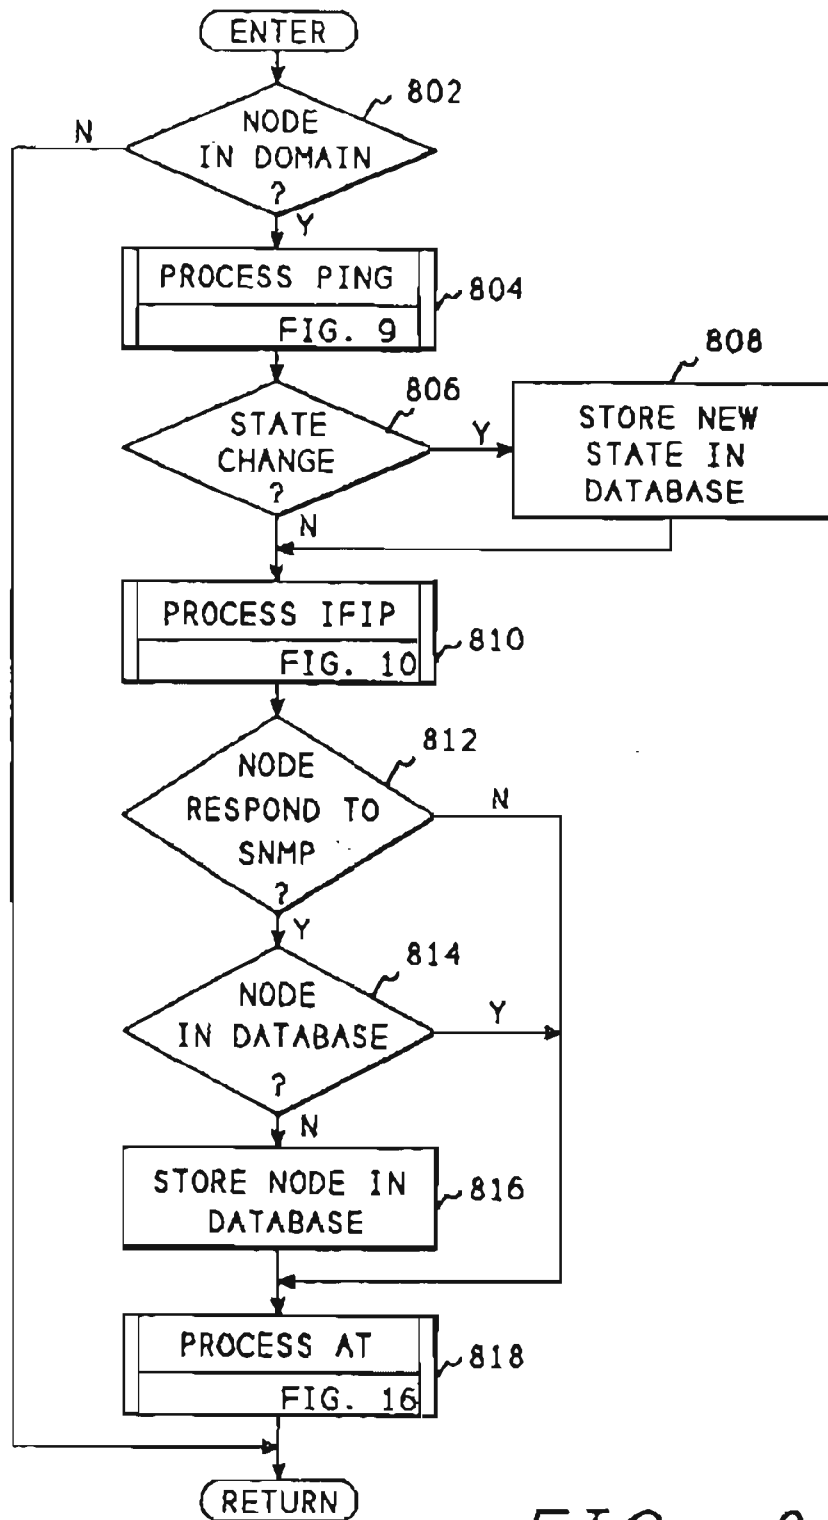 ENTER
802
N
NODE
IN DOMAIN
?
Y
PROCESS PING
804
FIG. 9
808
806
STATE
CHANGE
?
Y
STORE NEW
STATE IN
DATABASE
N
PROCESS IFIP
810
FIG. 10
812
NODE
RESPOND TO
SNMP
?
N
Y
814
NODE
IN DATABASE
?
Y
N
STORE NODE IN
DATABASE
816
PROCESS AT
818
FIG. 16
RETURN